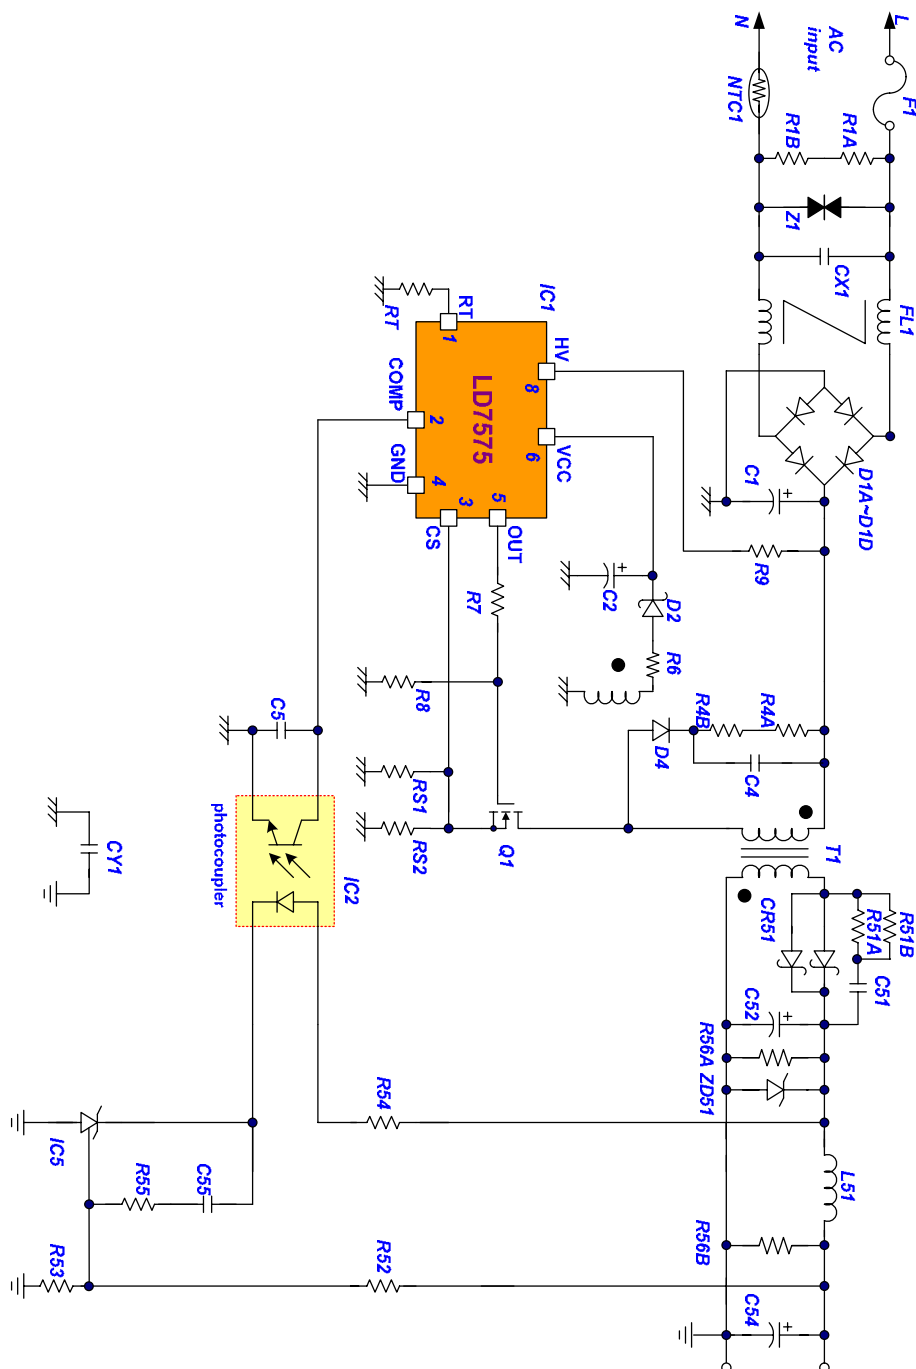 L
AC
input
N
F1
NTC1
R1A
R1B
Z1
CX1
FL1
D1A~D1D
C1
R9
IC1
RT
RT
1
HV
8
COMP
2
LD7575
VCC
6
GND
4
3
CS
5
OUT
R7
R8
C2
D2
R6
R4A
R4B
D4
C4
C5
RS1
RS2
Q1
T1
photocoupler
IC2
CY1
CR51
R51A
R51B
C51
C52
R56A
ZD51
R54
IC5
R55
C55
L51
R56B
R52
R53
C54
+
+
+
+